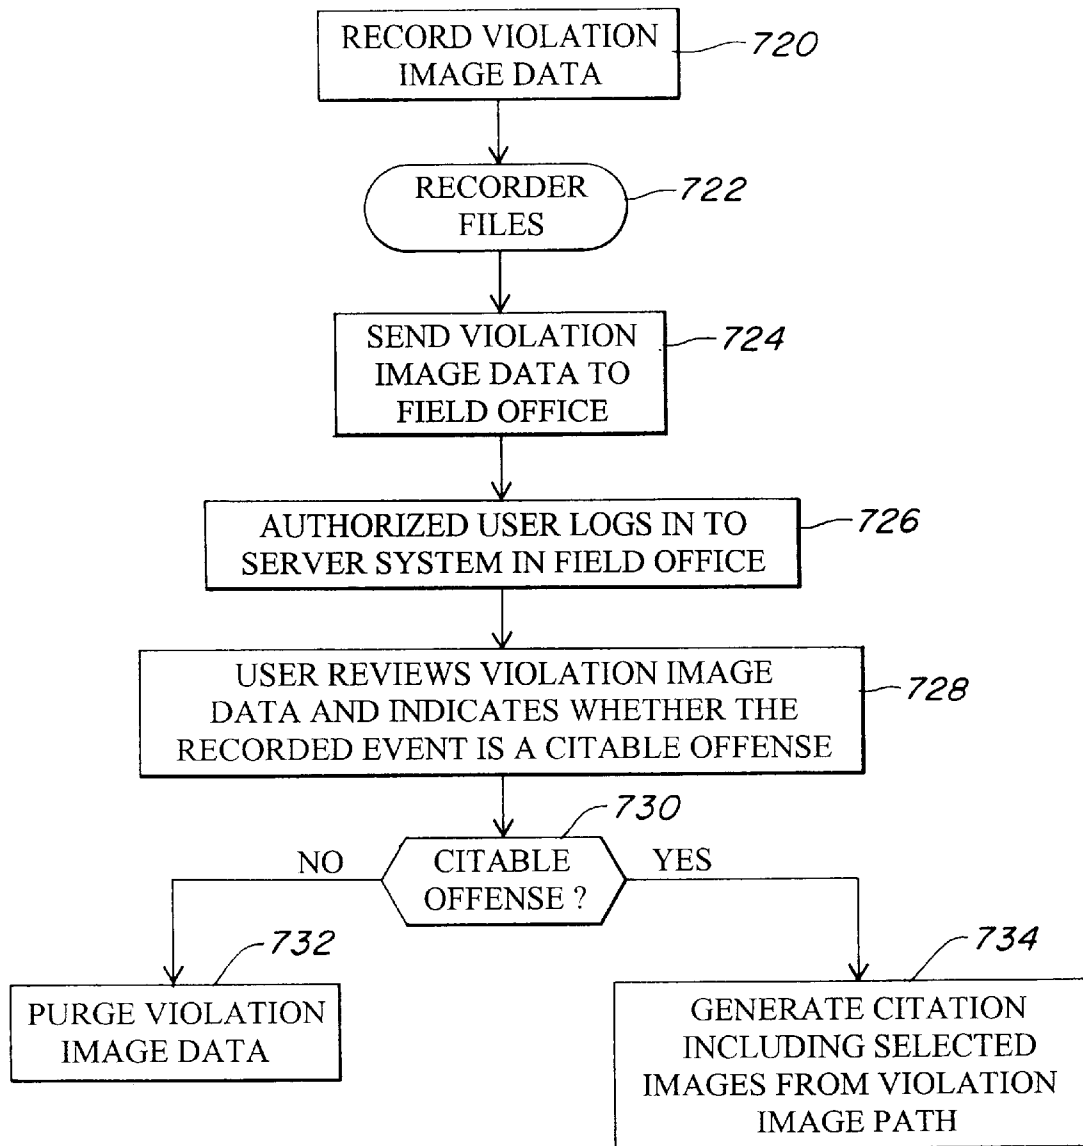 RECORD VIOLATION
IMAGE DATA
720
RECORDER
FILES
722
SEND VIOLATION
IMAGE DATA TO
FIELD OFFICE
724
AUTHORIZED USER LOGS IN TO
SERVER SYSTEM IN FIELD OFFICE
726
USER REVIEWS VIOLATION IMAGE
DATA AND INDICATES WHETHER THE
RECORDED EVENT IS A CITABLE OFFENSE
728
730
NO
CITABLE
OFFENSE ?
YES
732
PURGE VIOLATION
IMAGE DATA
734
GENERATE CITATION
INCLUDING SELECTED
IMAGES FROM VIOLATION
IMAGE PATH